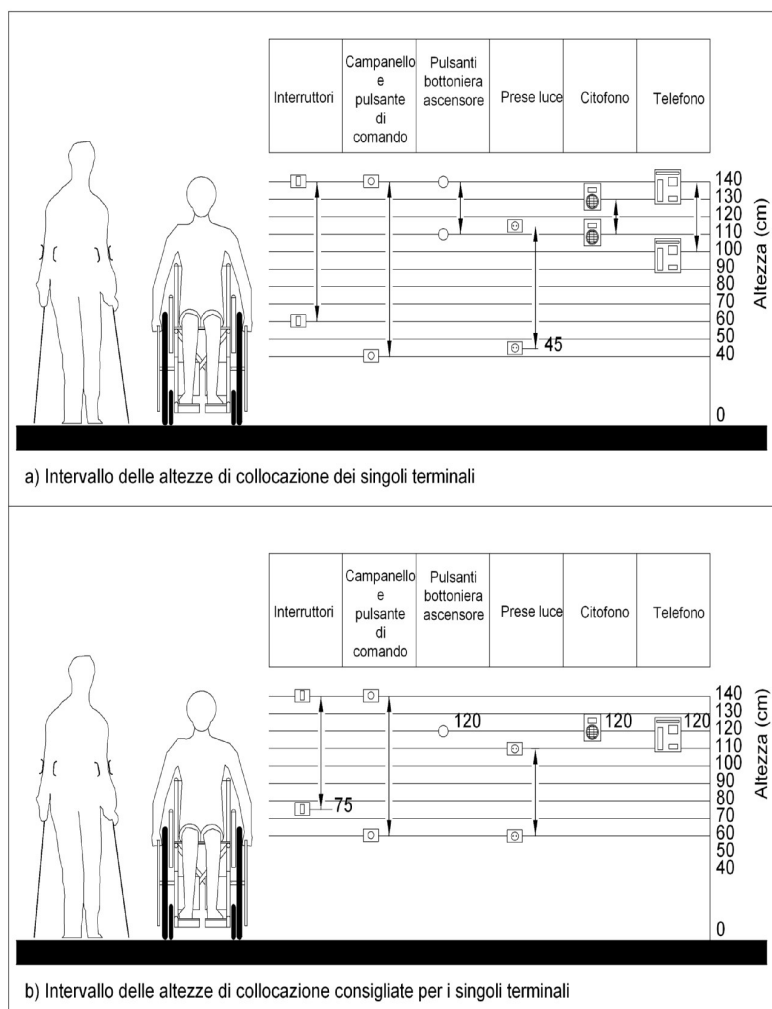 Interruttori
Campanello
e
pulsante
di
comando
Pulsanti
bottoniera
ascensore
Prese luce
Citofono
Telefono
140
130
120
110
100
90
80
70
60
50
40
0
Altezza (cm)
45
a) Intervallo delle altezze di collocazione dei singoli terminali
Interruttori
Campanello
e
pulsante
di
comando
Pulsanti
bottoniera
ascensore
Prese luce
Citofono
Telefono
120
120
120
75
140
130
120
110
100
90
80
70
60
50
40
0
Altezza (cm)
b) Intervallo delle altezze di collocazione consigliate per i singoli terminali